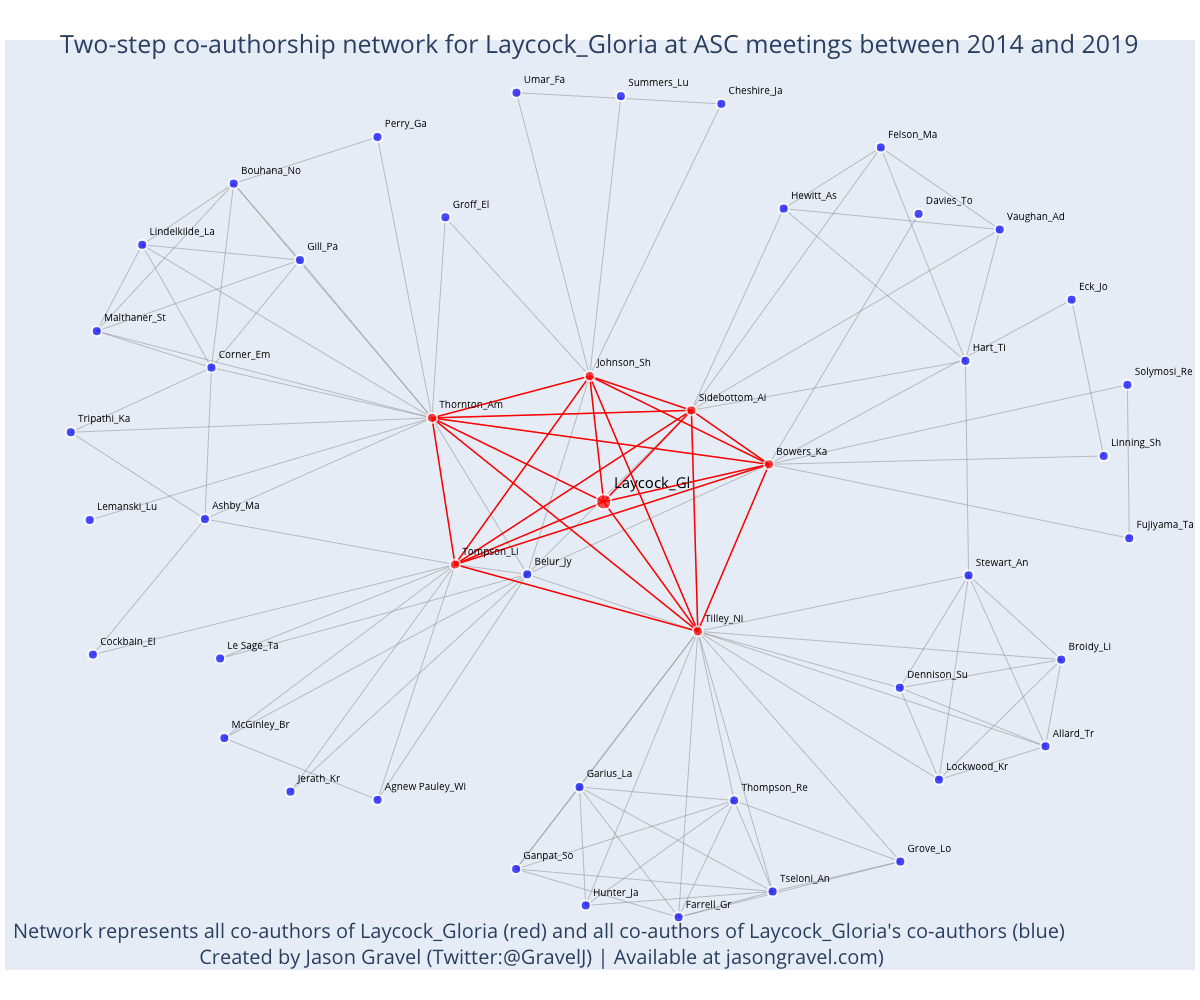 Two-step co-authorship network for Laycock_Gloria at ASC meetings between 2014 and 2019
Umar_Fa
Summers_Lu
Cheshire_Ja
Perry_Ga
Felson_Ma
Bouhana_No
Hewitt_As
Davies_To
Groff_El
Vaughan_Ad
Lindelkilde_La
Gill_Pa
Eck_Jo
Malthaner_St
Hart_Ti
Corner_Em
Johnson_Sh
Solymosi_Re
Sidebottom_Ai
Thornton_Am
Tripathi_Ka
Linning_Sh
Bowers_Ka
Laycock_Gl
Lemanski_Lu
Ashby_Ma
Fujiyama_Ta
Tompson_Li
Belur_Jy
Stewart_An
Tilley_Ni
Cockbain_El
Le Sage_Ta
Broidy_Li
Dennison_Su
McGinley_Br
Allard_Tr
Lockwood_Kr
Jerath_Kr
Agnew Pauley_Wi
Garius_La
Thompson_Re
Grove_Lo
Ganpat_So
Tseloni_An
Hunter_Ja
Farrell_Gr
Network represents all co-authors of Laycock_Gloria (red) and all co-authors of Laycock_Gloria's co-authors (blue)
Created by Jason Gravel (Twitter:@GravelJ) | Available at jasongravel.com)